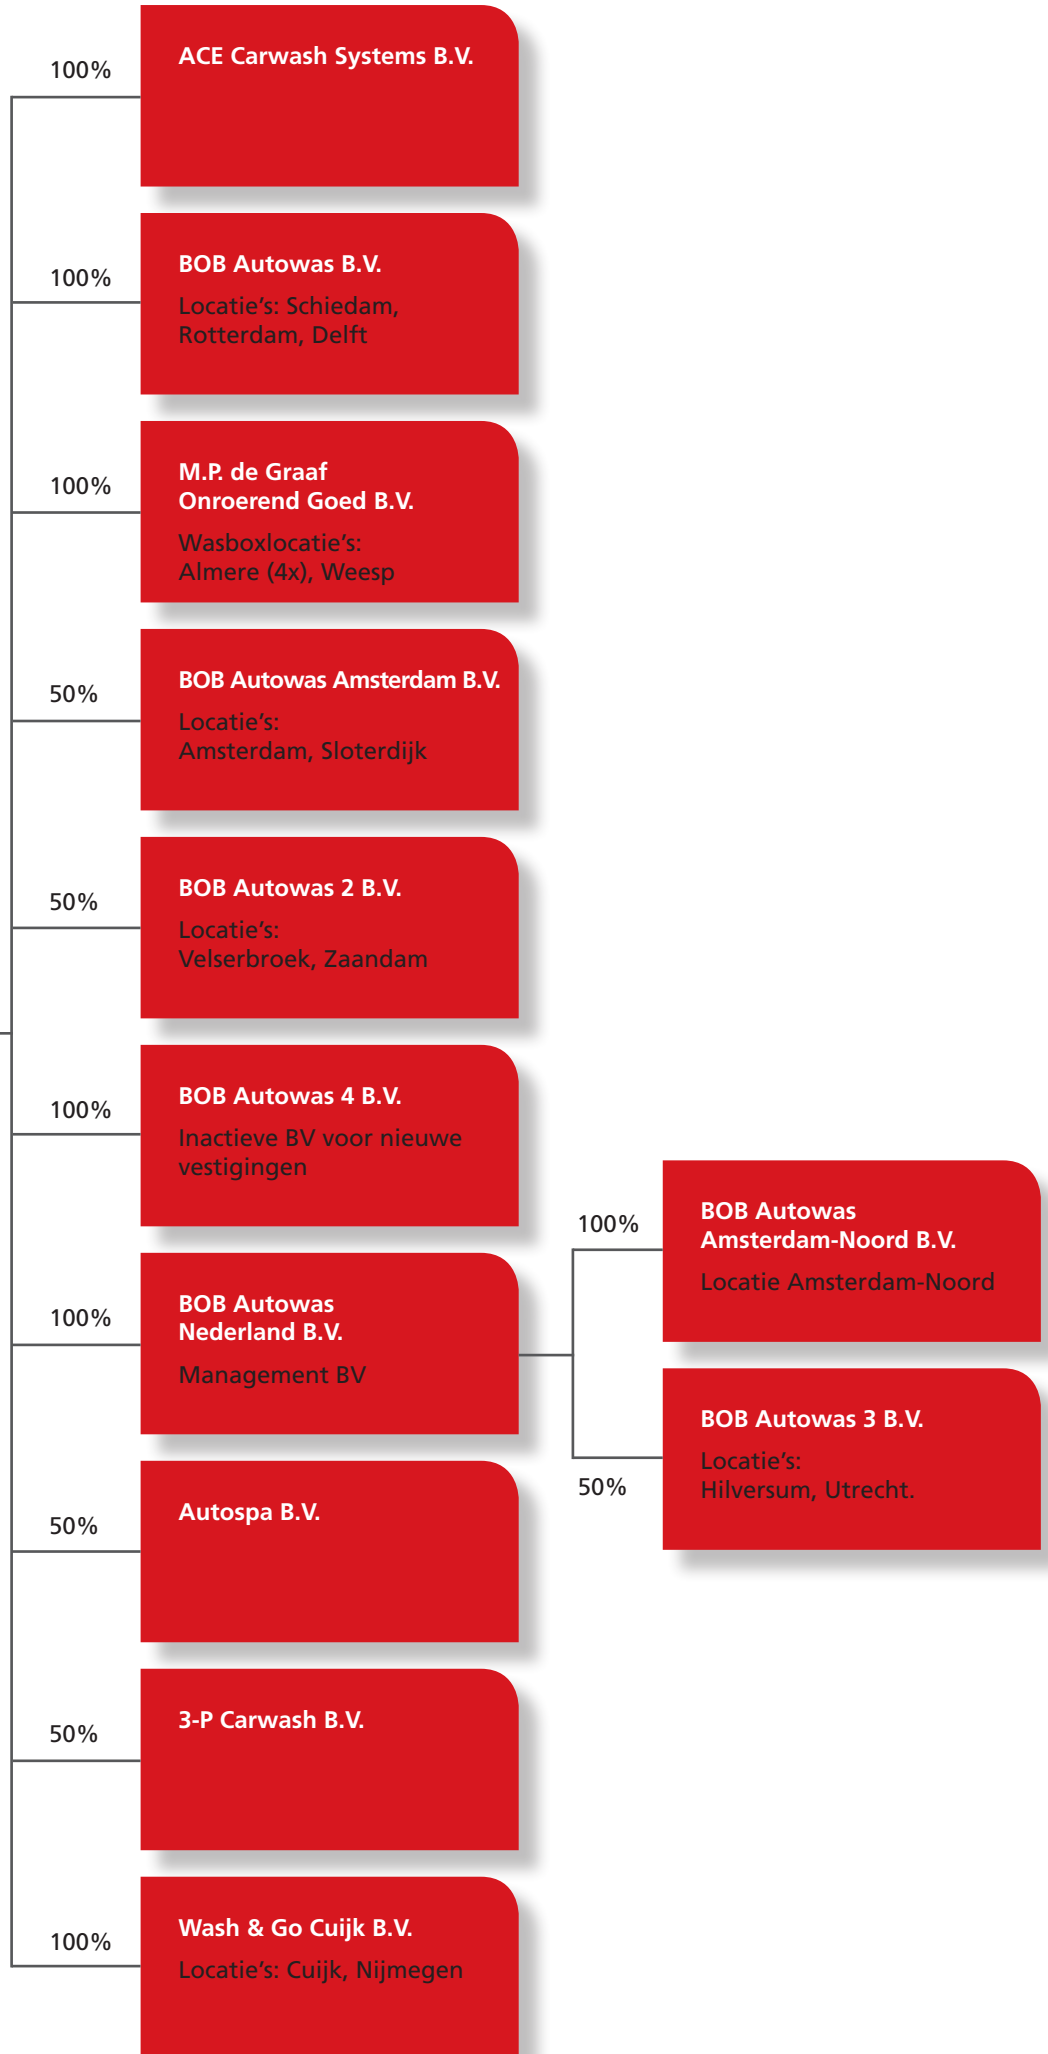 100%
ACE Carwash Systems B.V.
100%
BOB Autowas B.V.
Locatie's: Schiedam,
Rotterdam, Delft
100%
M.P. de Graaf
Onroerend Goed B.V.
Wasboxlocatie's:
Almere (4x), Weesp
50%
BOB Autowas Amsterdam B.V.
Locatie's:
Amsterdam, Sloterdijk
50%
BOB Autowas 2 B.V.
Locatie's:
Velserbroek, Zaandam
100%
BOB Autowas 4 B.V.
Inactieve BV voor nieuwe
vestigingen
100%
BOB Autowas
Nederland B.V.
Management BV
100%
BOB Autowas
Amsterdam-Noord B.V.
Locatie Amsterdam-Noord
50%
BOB Autowas 3 B.V.
Locatie's:
Hilversum, Utrecht.
50%
Autospa B.V.
50%
3-P Carwash B.V.
100%
Wash & Go Cuijk B.V.
Locatie's: Cuijk, Nijmegen